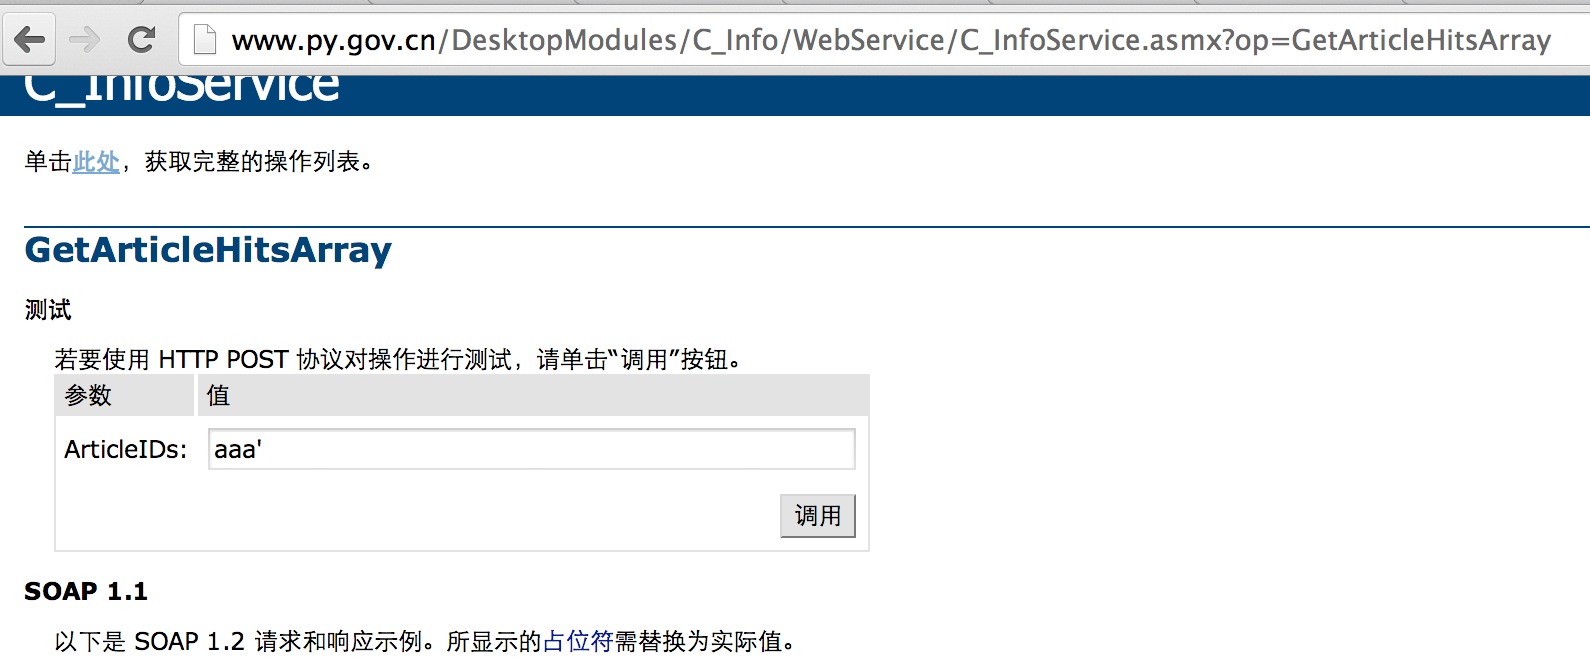 www.py.gov.cn/DesktopModules/C_Info/WebService/C_InfoService.asmx?op=GetArticleHitsArray
C_InfoService
单击此处，获取完整的操作列表。
GetArticleHitsArray
测试
若要使用 HTTP POST 协议对操作进行测试，请单击“调用”按钮。
参数 值
ArticleIDs: aaa'
调用
SOAP 1.1
以下是 SOAP 1.2 请求和响应示例。所显示的占位符需替换为实际值。